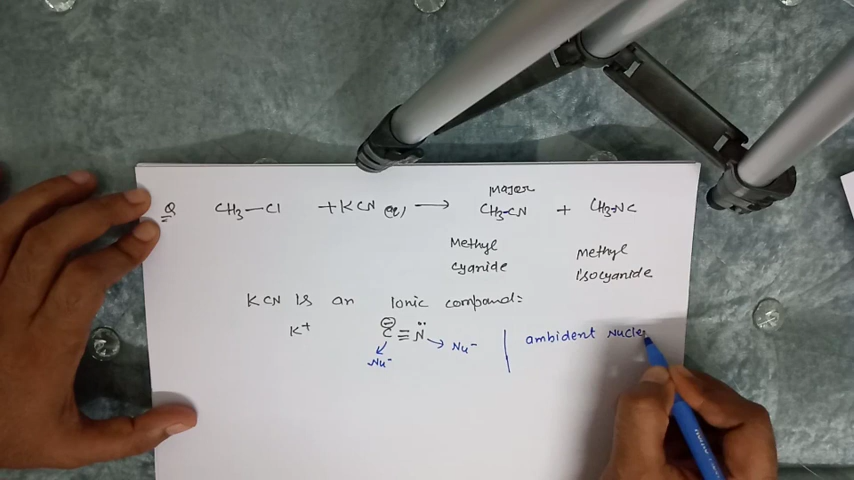 Q CH3-Cl + KCN aq, → CH3-CN + CH3-NC
Major
Methyl cyanide
Methyl isocyanide
KCN is an Ionic compound:
K+ ⊖C≡N̈
Nu- Nu- | ambident Nucle